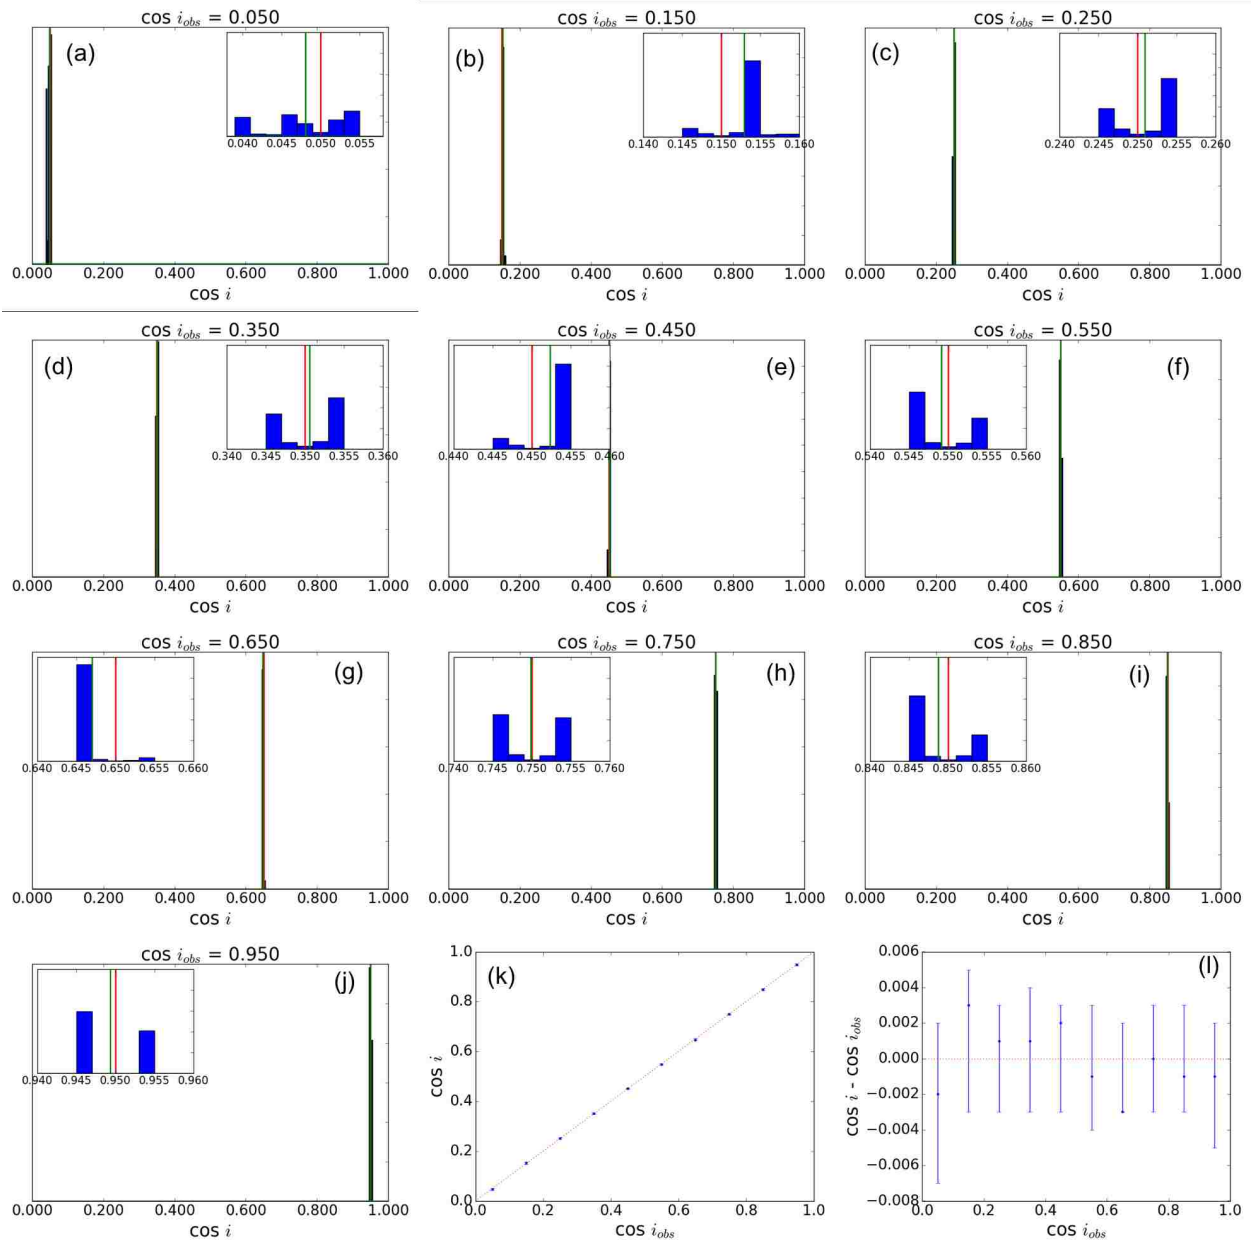 cos i_obs = 0.050
(a)
0.040 0.045 0.050 0.055
0.000 0.200 0.400 0.600 0.800 1.000
cos i
cos i_obs = 0.150
(b)
0.140 0.145 0.150 0.155 0.160
0.000 0.200 0.400 0.600 0.800 1.000
cos i
cos i_obs = 0.250
(c)
0.240 0.245 0.250 0.255 0.260
0.000 0.200 0.400 0.600 0.800 1.000
cos i
cos i_obs = 0.350
(d)
0.340 0.345 0.350 0.355 0.360
0.000 0.200 0.400 0.600 0.800 1.000
cos i
cos i_obs = 0.450
(e)
0.440 0.445 0.450 0.455 0.460
0.000 0.200 0.400 0.600 0.800 1.000
cos i
cos i_obs = 0.550
(f)
0.540 0.545 0.550 0.555 0.560
0.000 0.200 0.400 0.600 0.800 1.000
cos i
cos i_obs = 0.650
(g)
0.640 0.645 0.650 0.655 0.660
0.000 0.200 0.400 0.600 0.800 1.000
cos i
cos i_obs = 0.750
(h)
0.740 0.745 0.750 0.755 0.760
0.000 0.200 0.400 0.600 0.800 1.000
cos i
cos i_obs = 0.850
(i)
0.840 0.845 0.850 0.855 0.860
0.000 0.200 0.400 0.600 0.800 1.000
cos i
cos i_obs = 0.950
(j)
0.940 0.945 0.950 0.955 0.960
0.000 0.200 0.400 0.600 0.800 1.000
cos i
(k)
1.0
0.8
0.6
0.4
0.2
0.0
cos i
0.0 0.2 0.4 0.6 0.8 1.0
cos i_obs
(l)
0.006
0.004
0.002
0.000
−0.002
−0.004
−0.006
−0.008
cos i - cos i_obs
0.0 0.2 0.4 0.6 0.8 1.0
cos i_obs